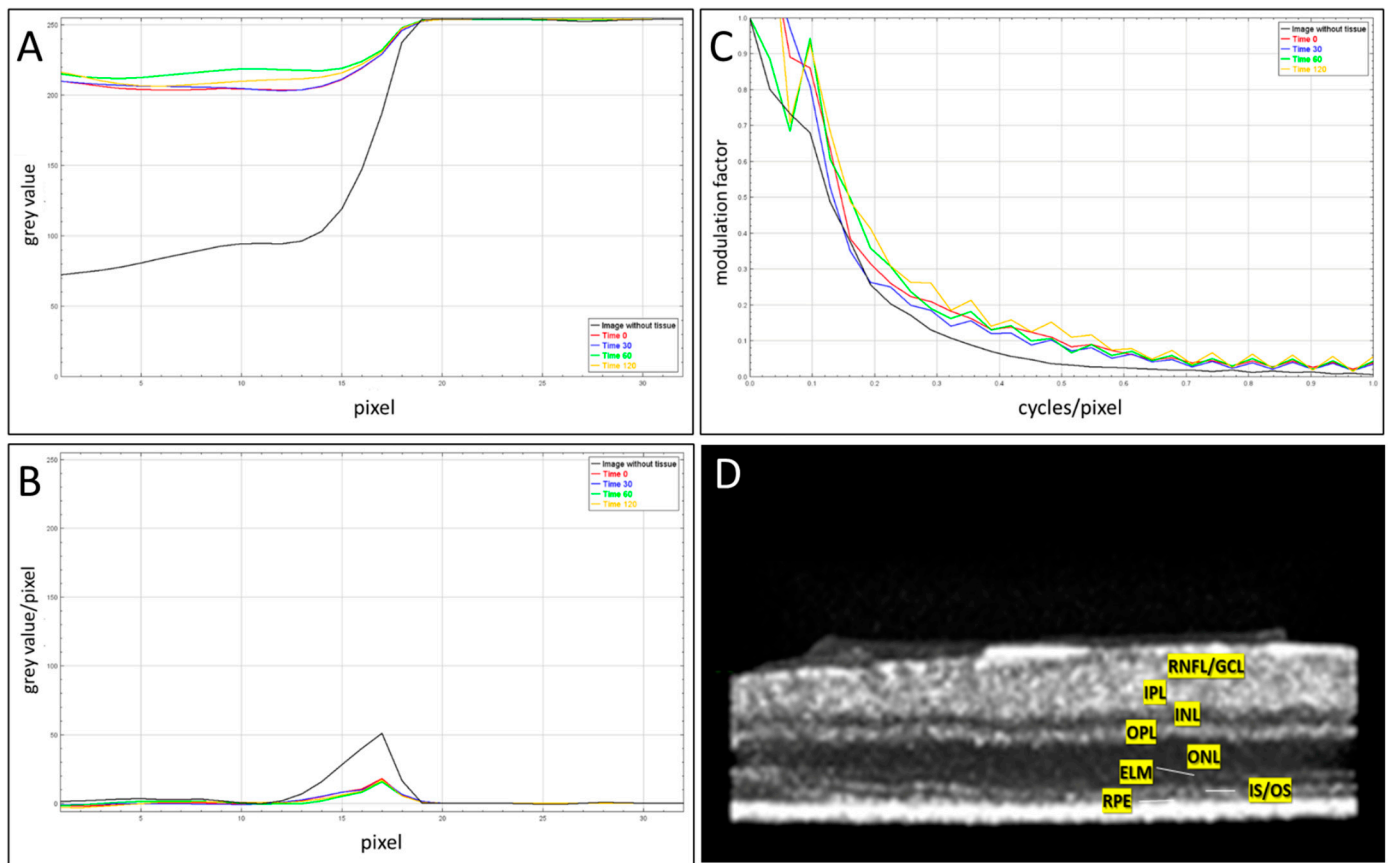 A
250
200
150
100
50
0
5
10
15
20
25
30
grey value
pixel
Image without tissue
Time 0
Time 30
Time 60
Time 120
C
1.0
0.9
0.8
0.7
0.6
0.5
0.4
0.3
0.2
0.1
0.0
0.0
0.1
0.2
0.3
0.4
0.5
0.6
0.7
0.8
0.9
1.0
modulation factor
cycles/pixel
Image without tissue
Time 0
Time 30
Time 60
Time 120
B
250
200
150
100
50
0
5
10
15
20
25
30
grey value/pixel
pixel
Image without tissue
Time 0
Time 30
Time 60
Time 120
D
RNFL/GCL
IPL
INL
OPL
ONL
ELM
IS/OS
RPE